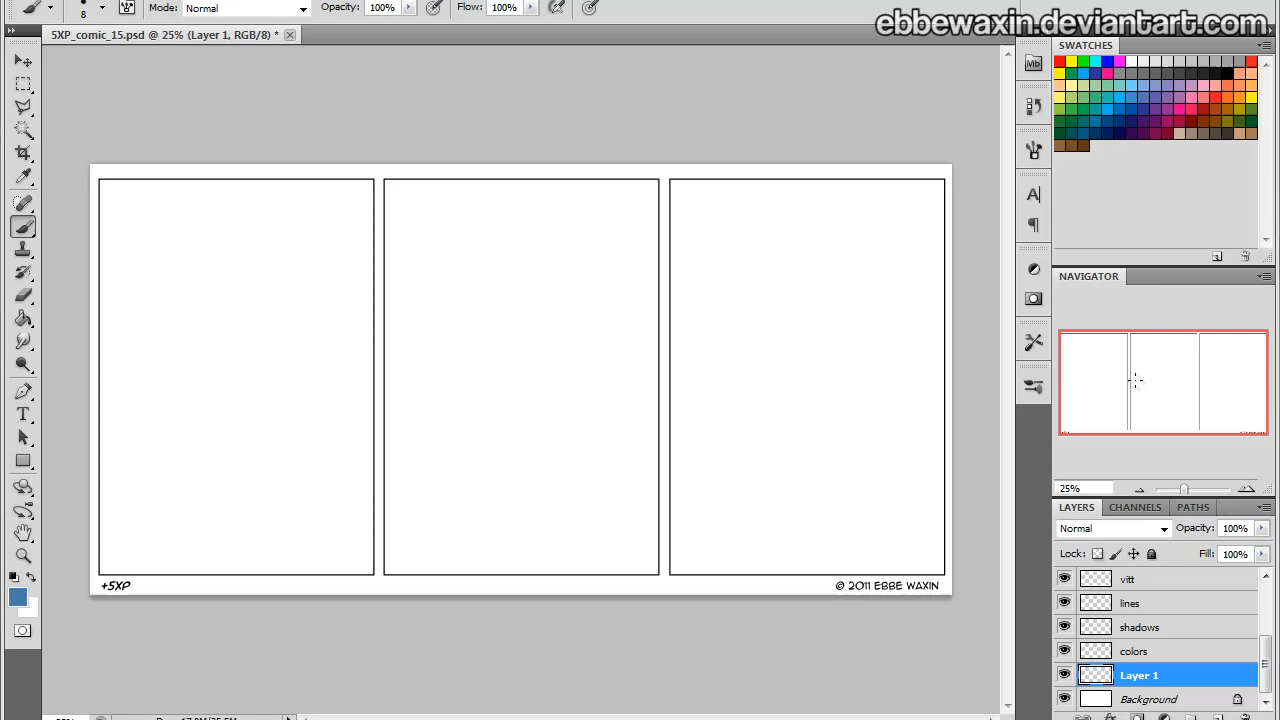 8 Mode: Normal Opacity: 100% Flow: 100%
ebbewaxin.deviantart.com
5XP_comic_15.psd @ 25% (Layer 1, RGB/8) *
SWATCHES
Mb
A
NAVIGATOR
25%
+5XP
© 2011 EBBE WAXIN
T
LAYERS CHANNELS PATHS
Normal Opacity: 100%
Lock: Fill: 100%
vitt
lines
shadows
colors
Layer 1
Background